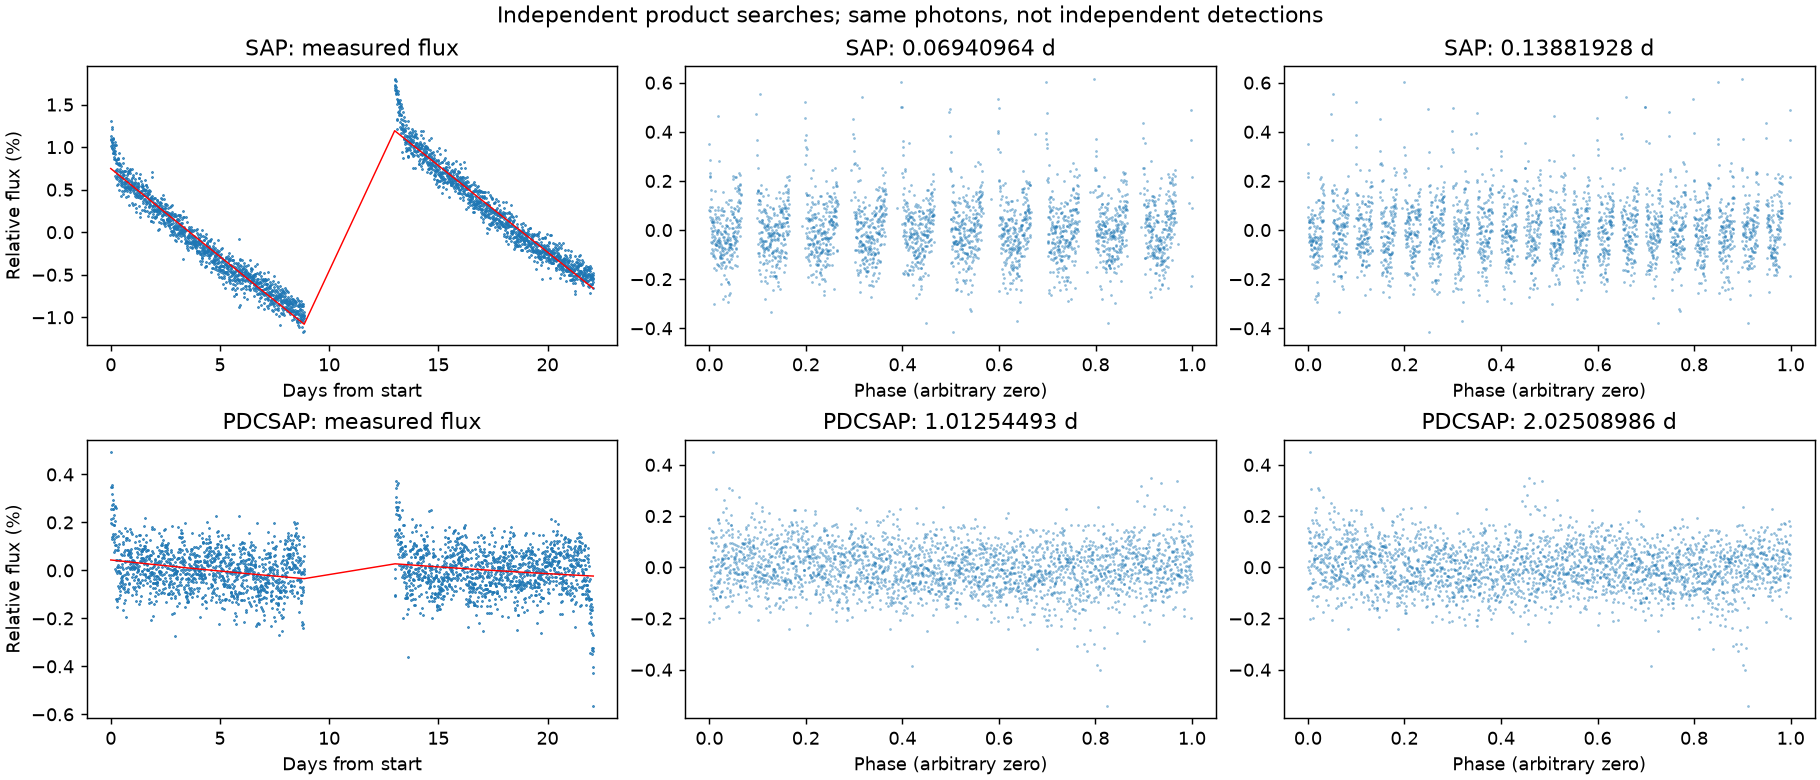 Independent product searches; same photons, not independent detections
SAP: measured flux
SAP: 0.06940964 d
SAP: 0.13881928 d
Relative flux (%)
1.5
1.0
0.5
0.0
−0.5
−1.0
0 5 10 15 20
Days from start
0.6
0.4
0.2
0.0
−0.2
−0.4
0.0 0.2 0.4 0.6 0.8 1.0
Phase (arbitrary zero)
0.6
0.4
0.2
0.0
−0.2
−0.4
0.0 0.2 0.4 0.6 0.8 1.0
Phase (arbitrary zero)
PDCSAP: measured flux
PDCSAP: 1.01254493 d
PDCSAP: 2.02508986 d
Relative flux (%)
0.4
0.2
0.0
−0.2
−0.4
−0.6
0 5 10 15 20
Days from start
0.4
0.2
0.0
−0.2
−0.4
0.0 0.2 0.4 0.6 0.8 1.0
Phase (arbitrary zero)
0.4
0.2
0.0
−0.2
−0.4
0.0 0.2 0.4 0.6 0.8 1.0
Phase (arbitrary zero)